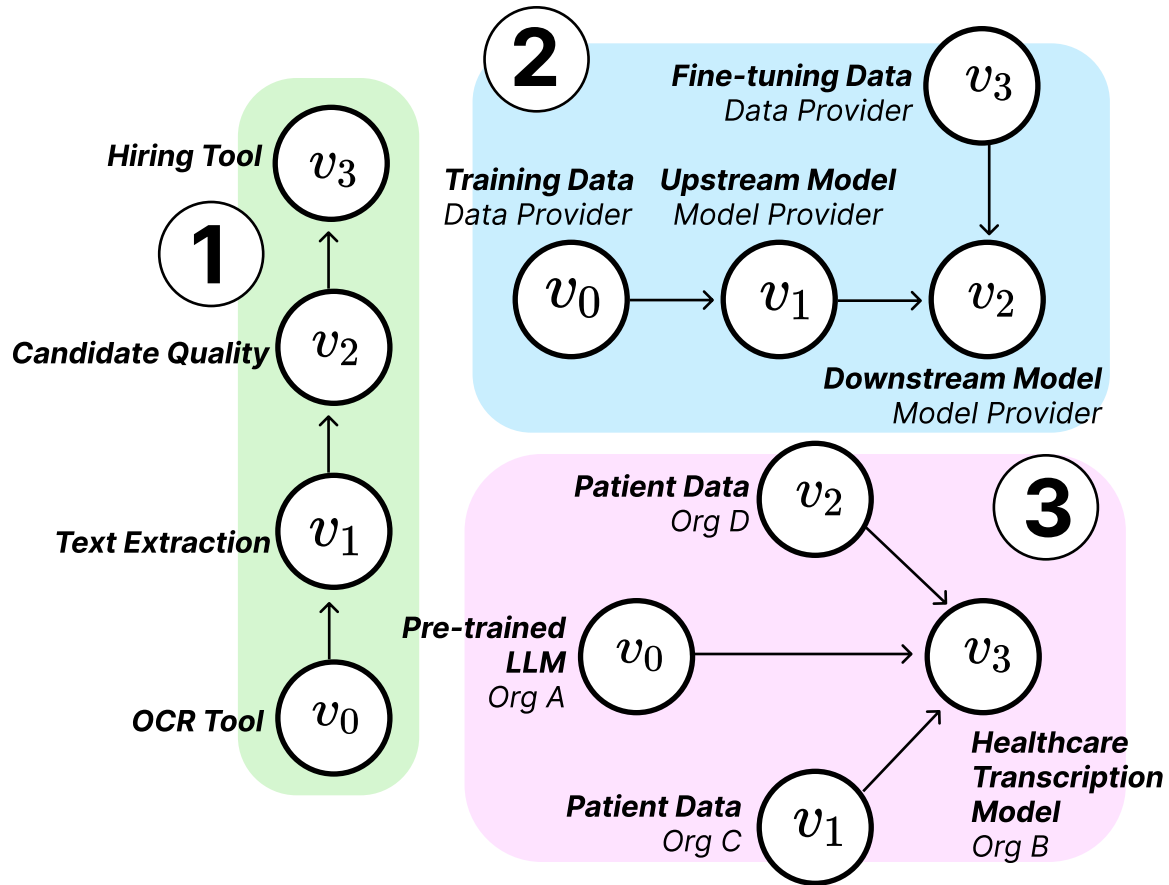 1
Hiring Tool
v3
Candidate Quality
v2
Text Extraction
v1
OCR Tool
v0
2
Fine-tuning Data
Data Provider
v3
Training Data
Data Provider
Upstream Model
Model Provider
v0
v1
v2
Downstream Model
Model Provider
3
Patient Data
Org D
v2
Pre-trained
LLM
Org A
v0
v3
Healthcare
Transcription
Model
Org B
Patient Data
Org C
v1